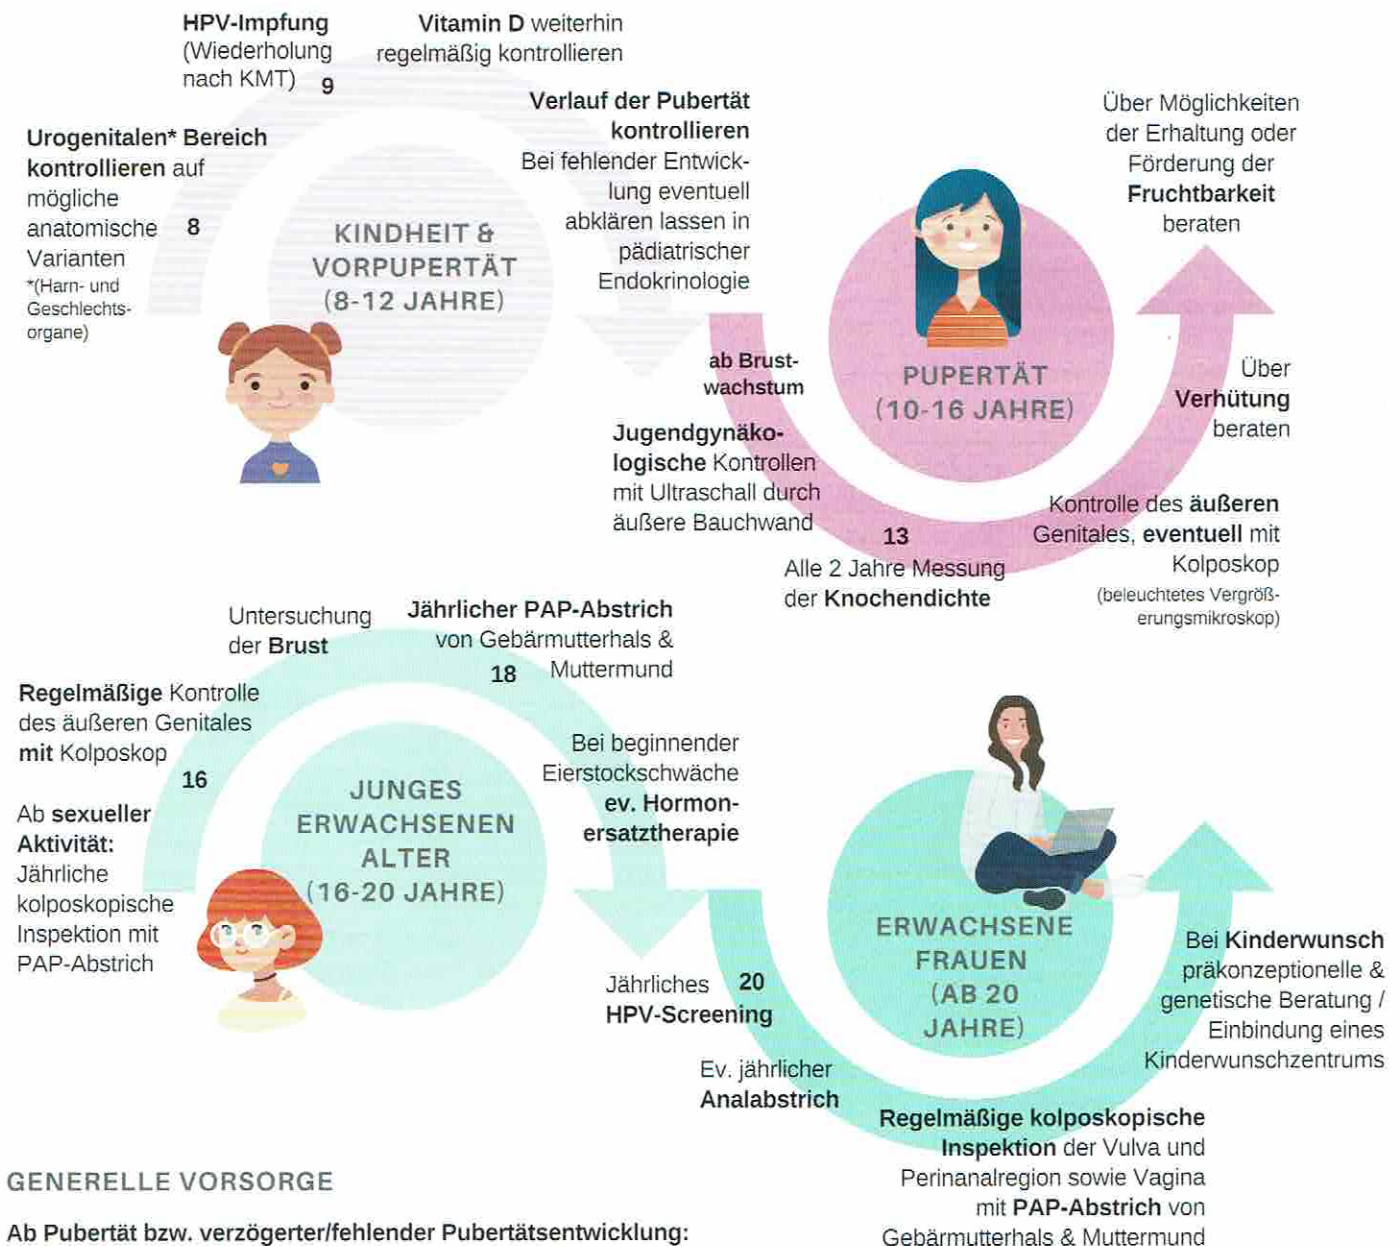 HPV-Impfung
(Wiederholung
nach KMT)
9
Vitamin D weiterhin
regelmäßig kontrollieren
Urogenitalen* Bereich
kontrollieren auf
mögliche
anatomische
Varianten
8
*(Harn- und
Geschlechts-
organe)
KINDHEIT &
VORPUPERTÄT
(8-12 JAHRE)
Verlauf der Pubertät
kontrollieren
Bei fehlender Entwick-
lung eventuell
abklären lassen in
pädiatrischer
Endokrinologie
ab Brust-
wachstum
Jugendgynäko-
logische Kontrollen
mit Ultraschall durch
äußere Bauchwand
13
Alle 2 Jahre Messung
der Knochendichte
PUPERTÄT
(10-16 JAHRE)
Über Möglichkeiten
der Erhaltung oder
Förderung der
Fruchtbarkeit
beraten
Über
Verhütung
beraten
Kontrolle des äußeren
Genitales, eventuell mit
Kolposkop
(beleuchtetes Vergröß-
erungsmikroskop)
Untersuchung
der Brust
Jährlicher PAP-Abstrich
von Gebärmutterhals &
Muttermund
18
Regelmäßige Kontrolle
des äußeren Genitales
mit Kolposkop
16
Ab sexueller
Aktivität:
Jährliche
kolposkopische
Inspektion mit
PAP-Abstrich
JUNGES
ERWACHSENEN
ALTER
(16-20 JAHRE)
Bei beginnender
Eierstockschwäche
ev. Hormon-
ersatztherapie
Jährliches
20
HPV-Screening
Ev. jährlicher
Analabstrich
ERWACHSENE
FRAUEN
(AB 20
JAHRE)
Bei Kinderwunsch
präkonzeptionelle &
genetische Beratung /
Einbindung eines
Kinderwunschzentrums
Regelmäßige kolposkopische
Inspektion der Vulva und
Perinanalregion sowie Vagina
mit PAP-Abstrich von
Gebärmutterhals & Muttermund
GENERELLE VORSORGE
Ab Pubertät bzw. verzögerter/fehlender Pubertätsentwicklung: